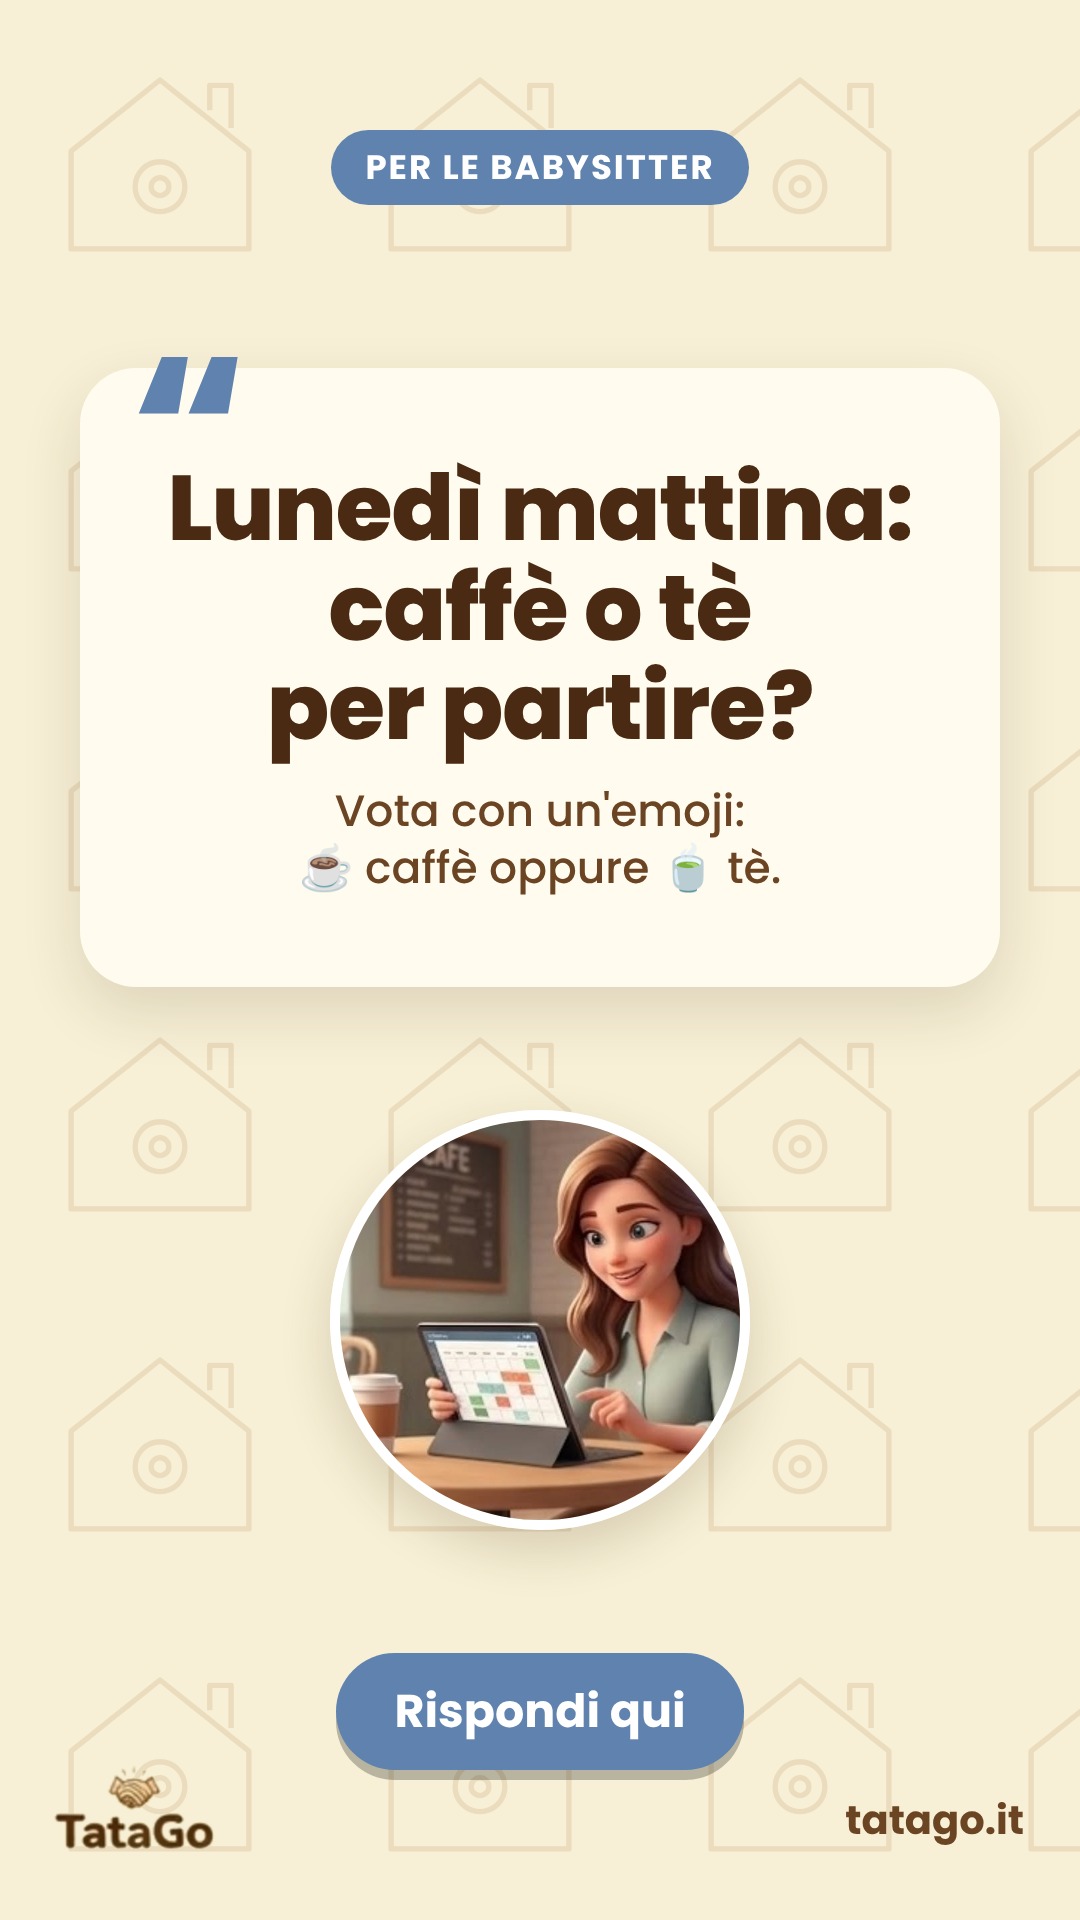 PER LE BABYSITTER
“
Lunedì mattina:
caffè o tè
per partire?
Vota con un'emoji:
☕ caffè oppure 🍵 tè.
CAFE
Rispondi qui
TataGo
tatago.it